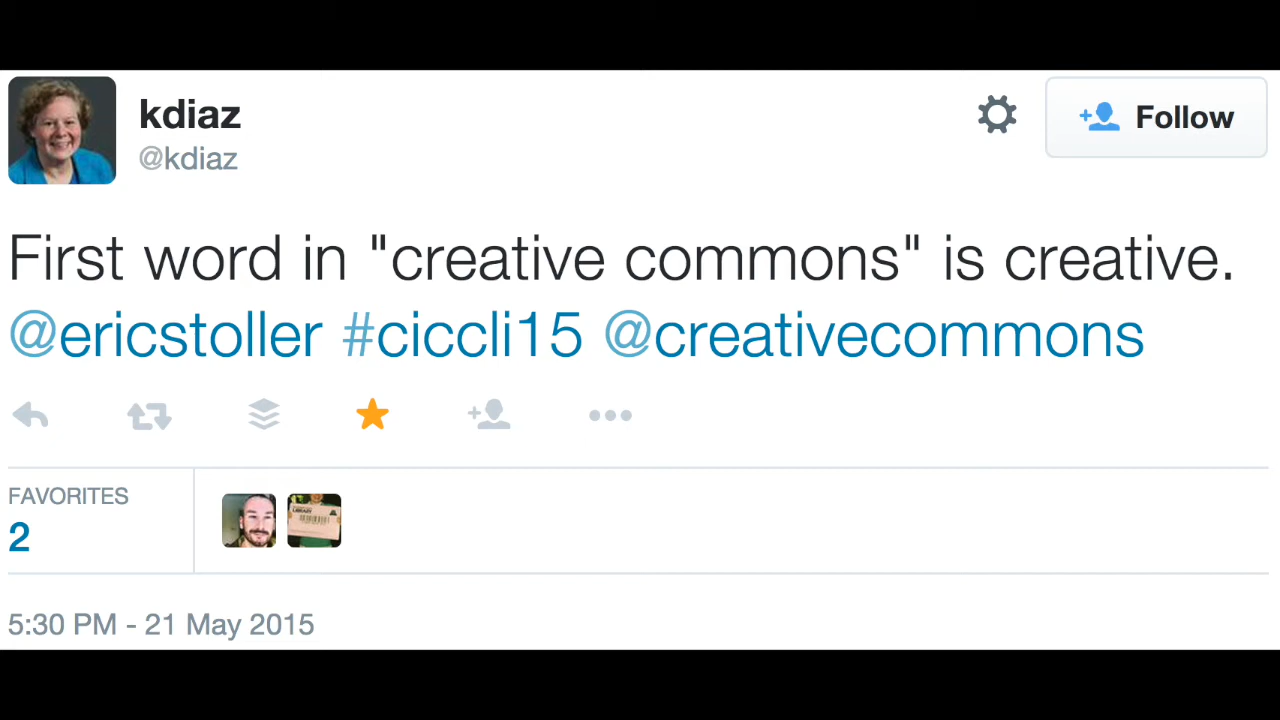 kdiaz
@kdiaz
Follow
First word in "creative commons" is creative.
@ericstoller #ciccli15 @creativecommons
FAVORITES
2
LIBRARY
5:30 PM - 21 May 2015